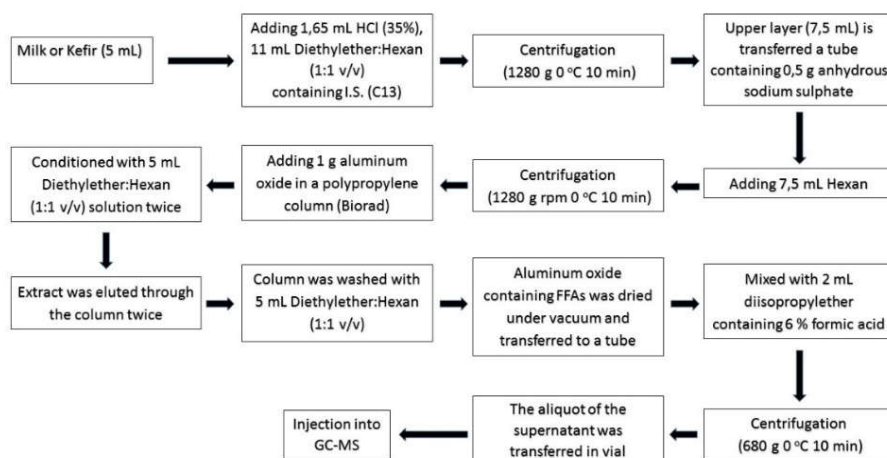 Milk or Kefir (5 mL)
Adding 1,65 mL HCl (35%),
11 mL Diethylether:Hexan
(1:1 v/v)
containing I.S. (C13)
Centrifugation
(1280 g 0 °C 10 min)
Upper layer (7,5 mL) is
transferred a tube
containing 0,5 g anhydrous
sodium sulphate
Adding 7,5 mL Hexan
Centrifugation
(1280 g rpm 0 °C 10 min)
Adding 1 g aluminum
oxide in a polypropylene
column (Biorad)
Conditioned with 5 mL
Diethylether:Hexan
(1:1 v/v) solution twice
Extract was eluted through
the column twice
Column was washed with
5 mL Diethylether:Hexan
(1:1 v/v)
Aluminum oxide
containing FFAs was dried
under vacuum and
transferred to a tube
Mixed with 2 mL
diisopropylether
containing 6 % formic acid
Centrifugation
(680 g 0 °C 10 min)
The aliquot of the
supernatant was
transferred in vial
Injection into
GC-MS